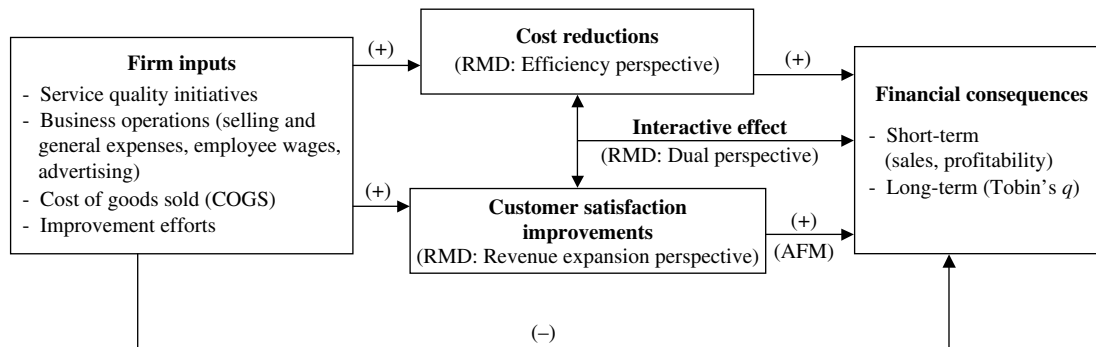 Firm inputs
- Service quality initiatives
- Business operations (selling and
general expenses, employee wages,
advertising)
- Cost of goods sold (COGS)
- Improvement efforts
(+)
(+)
Cost reductions
(RMD: Efficiency perspective)
Interactive effect
(RMD: Dual perspective)
Customer satisfaction
improvements
(RMD: Revenue expansion perspective)
(+)
(+)
(AFM)
Financial consequences
- Short-term
(sales, profitability)
- Long-term (Tobin’s q)
(–)